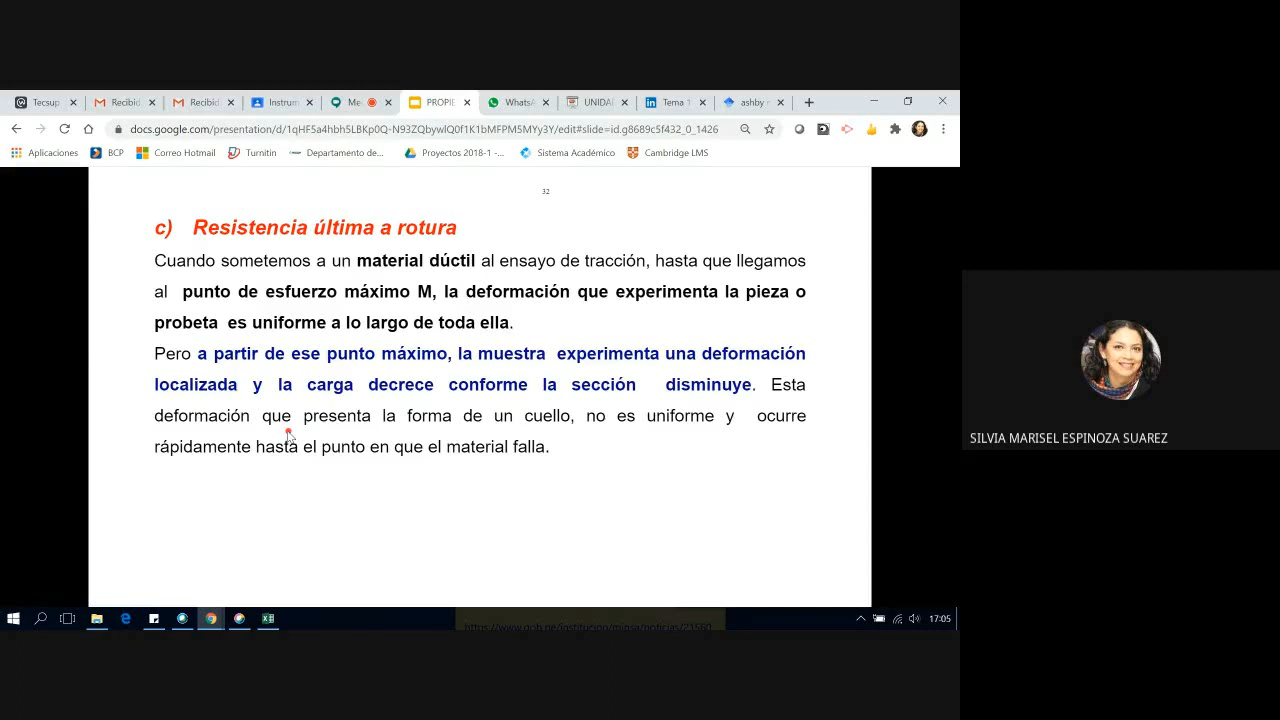 Tecsup
Recibid
Recibid
Instrum
Me
PROPIE
WhatsA
UNIDA
Tema 1
ashby
docs.google.com/presentation/d/1qHF5a4hbh5LBKp0Q-N93ZQbywlQ0f1K1bMFPM5MYy3Y/edit#slide=id.g8689c5f432_0_1426
Aplicaciones
BCP
Correo Hotmail
Turnitin
Departamento de...
Proyectos 2018-1 -...
Sistema Académico
Cambridge LMS
32
c) Resistencia última a rotura
Cuando sometemos a un material dúctil al ensayo de tracción, hasta que llegamos
al punto de esfuerzo máximo M, la deformación que experimenta la pieza o
probeta es uniforme a lo largo de toda ella.
Pero a partir de ese punto máximo, la muestra experimenta una deformación
localizada y la carga decrece conforme la sección disminuye. Esta
deformación que presenta la forma de un cuello, no es uniforme y ocurre
rápidamente hasta el punto en que el material falla.
SILVIA MARISEL ESPINOZA SUAREZ
17:05